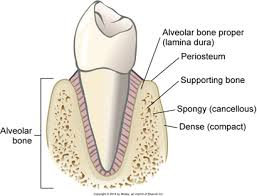 Alveolar bone proper
(lamina dura)
Periosteum
Supporting bone
Spongy (cancellous)
Dense (compact)
Alveolar
bone